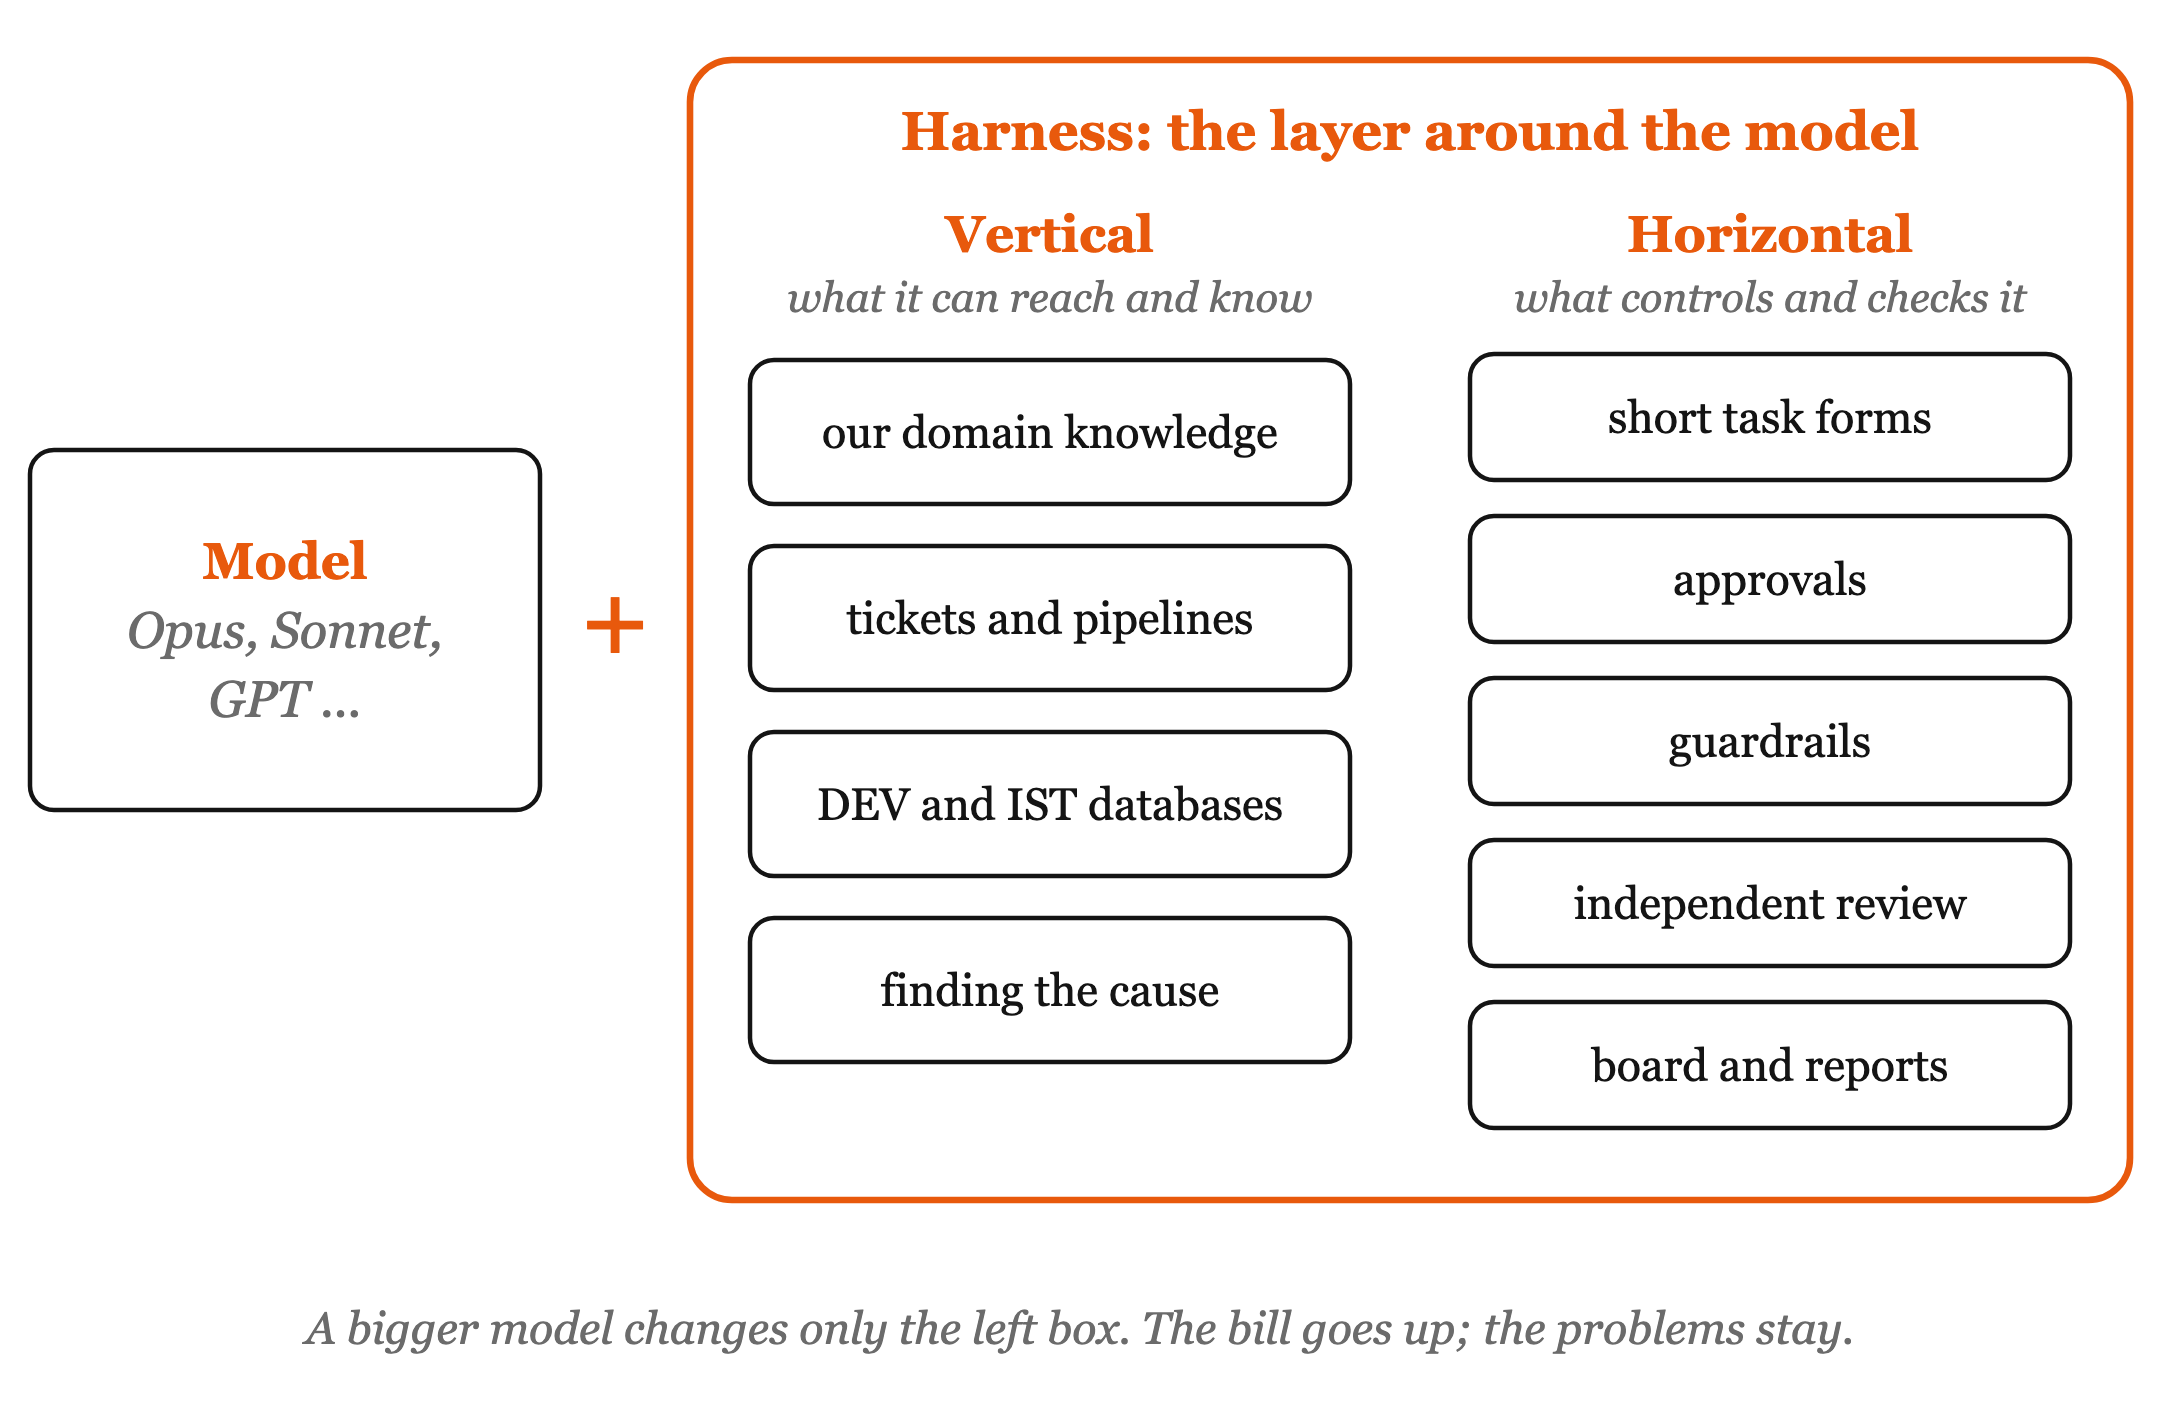 Harness: the layer around the model
Vertical
what it can reach and know
our domain knowledge
tickets and pipelines
DEV and IST databases
finding the cause
Horizontal
what controls and checks it
short task forms
approvals
guardrails
independent review
board and reports
Model
Opus, Sonnet,
GPT ...
+
A bigger model changes only the left box. The bill goes up; the problems stay.